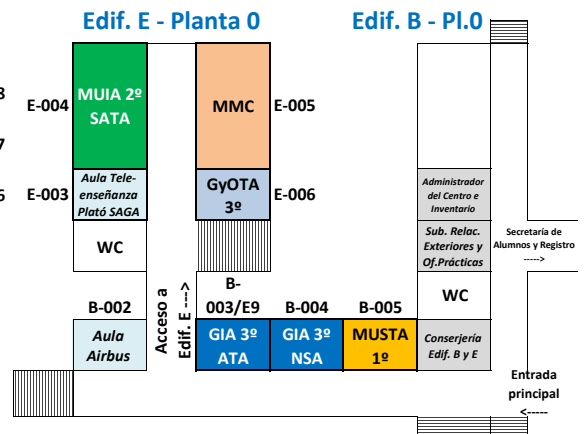 Edif. E - Planta 0
Edif. B - Pl.0
8
E-004
MUIA 2º
SATA
MMC
E-005
7
6
E-003
Aula Tele-
enseñanza
Plató SAGA
GyOTA
3º
E-006
Administrador
del Centro e
Inventario
WC
Sub. Relac.
Exteriores y
Of.Prácticas
Secretaría de
Alumnos y Registro
----->
Acceso a
Edif. E --->
WC
B-002
B-
003/E9
B-004
B-005
Aula
Airbus
GIA 3º
ATA
GIA 3º
NSA
MUSTA
1º
Conserjería
Edif. B y E
Entrada
principal
<-----